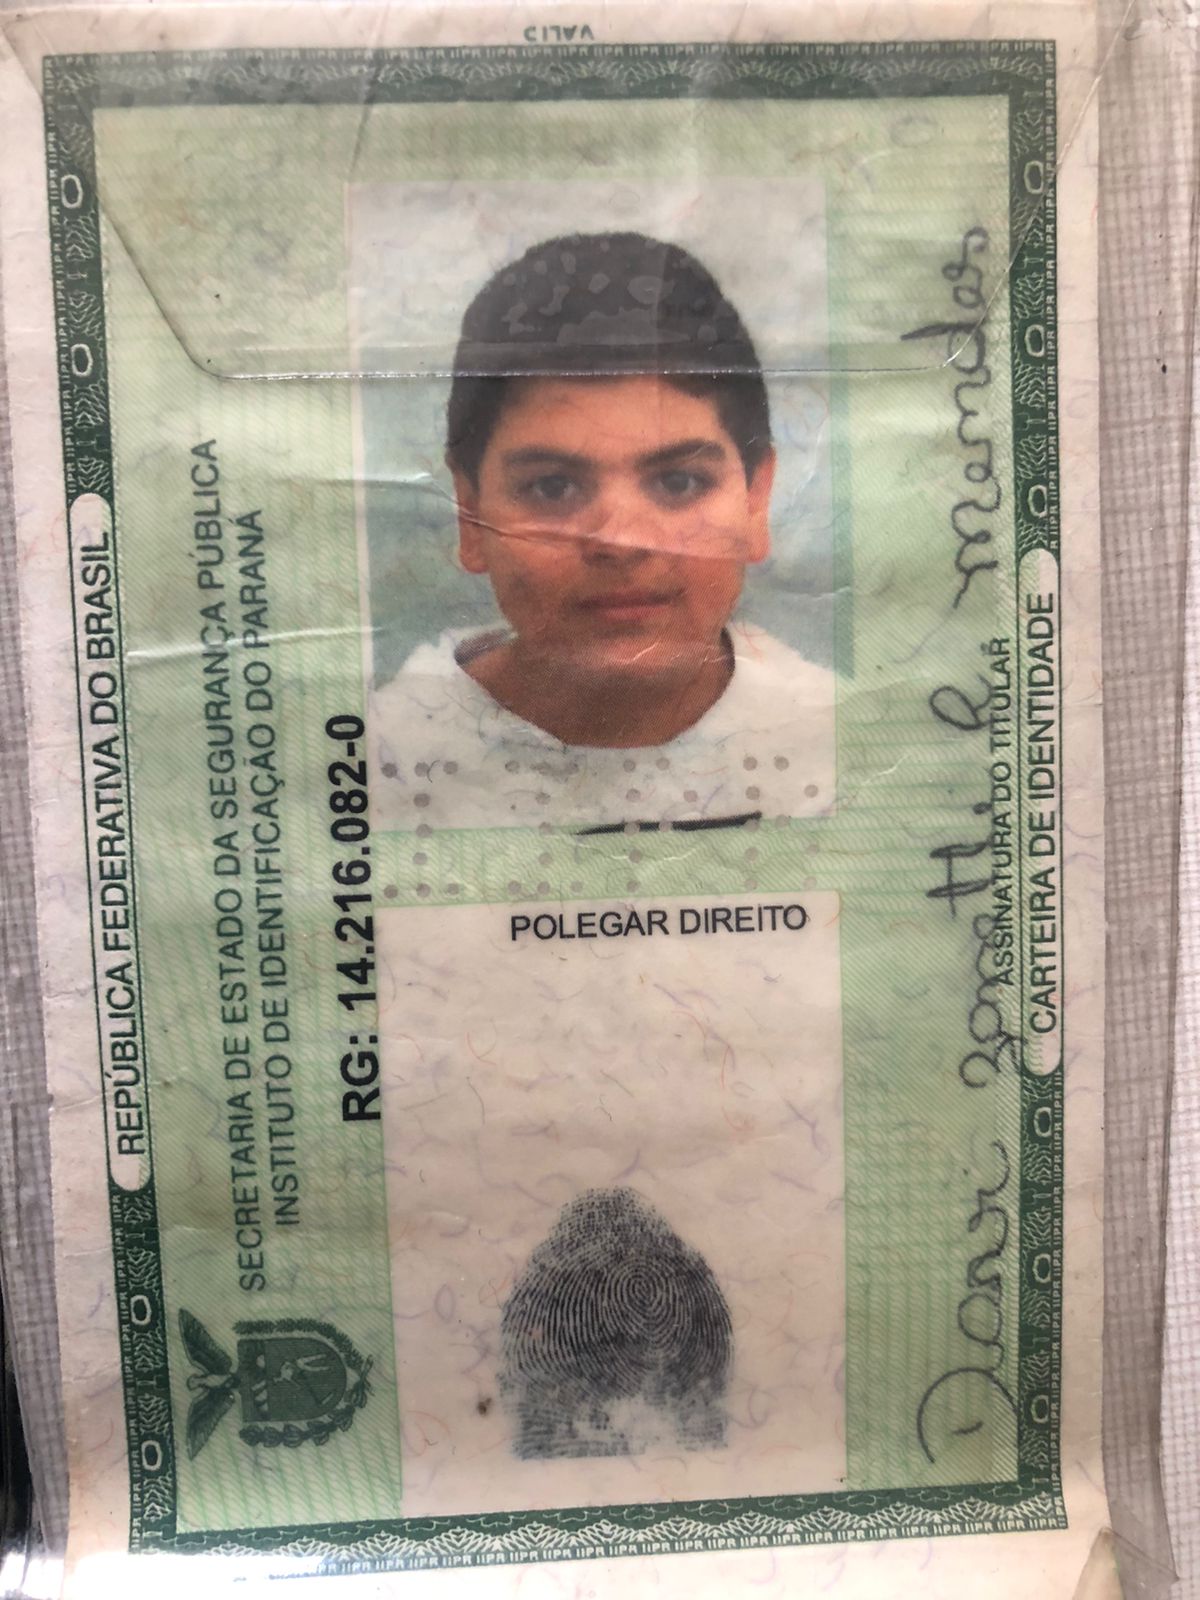 VALID
REPÚBLICA FEDERATIVA DO BRASIL
SECRETARIA DE ESTADO DA SEGURANÇA PÚBLICA
INSTITUTO DE IDENTIFICAÇÃO DO PARANÁ
RG: 14.216.082-0
POLEGAR DIREITO
Davi Mendes
ASSINATURA DO TITULAR
CARTEIRA DE IDENTIDADE